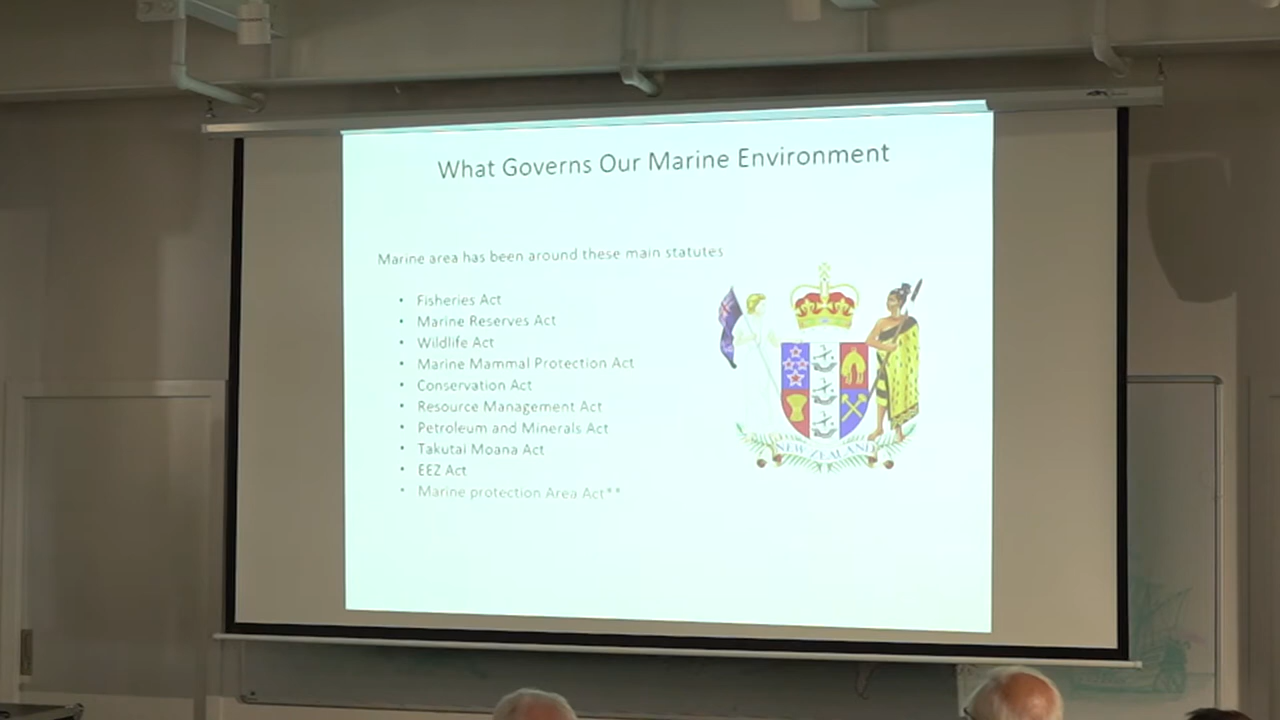 What Governs Our Marine Environment
Marine area has been around these main statutes
• Fisheries Act
• Marine Reserves Act
• Wildlife Act
• Marine Mammal Protection Act
• Conservation Act
• Resource Management Act
• Petroleum and Minerals Act
• Takutai Moana Act
• EEZ Act
• Marine protection Area Act**
NEW ZEALAND